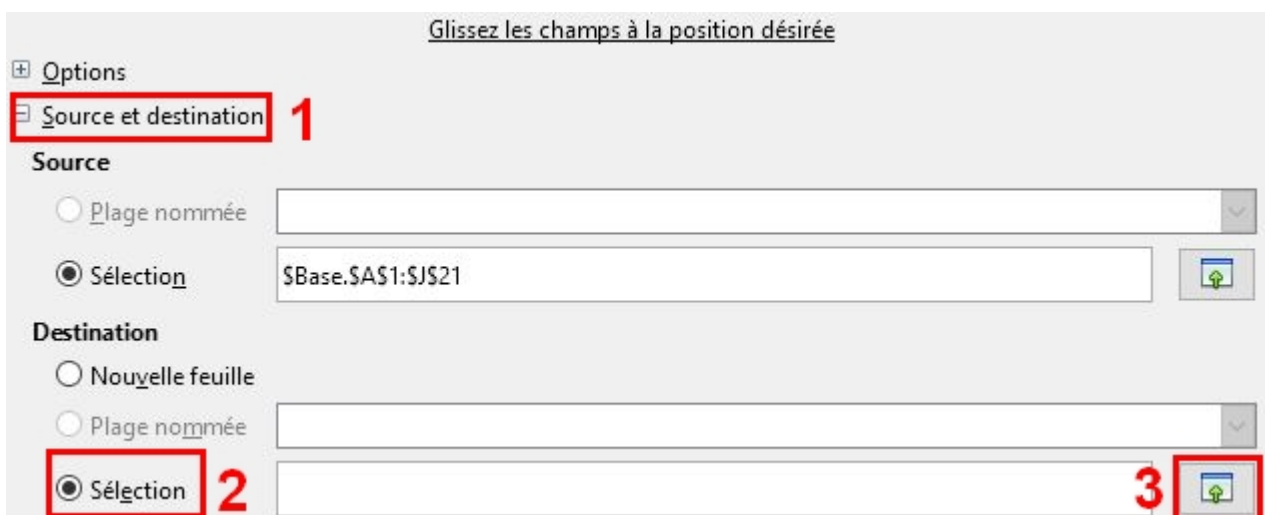 Glissez les champs à la position désirée
Options
Source et destination 1
Source
Plage nommée
Sélection $Base.$A$1:$J$21
Destination
Nouvelle feuille
Plage nommée
Sélection 2 3